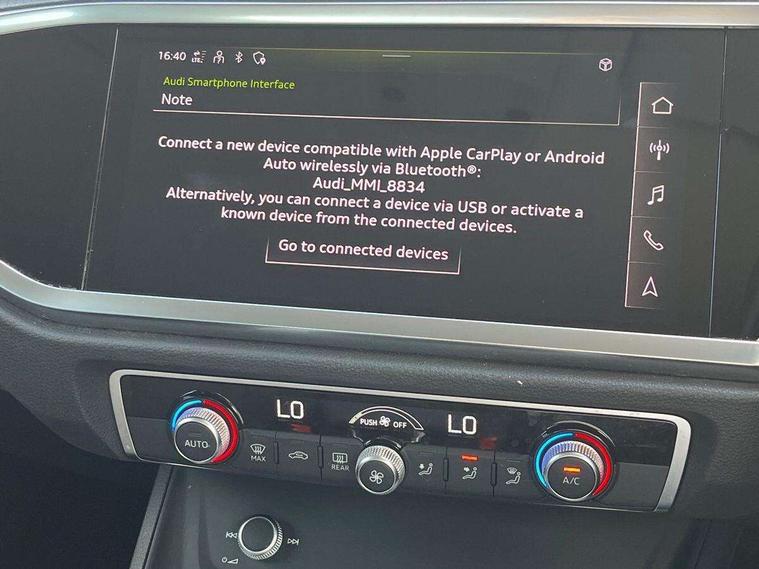 16:40 LTE
Audi Smartphone Interface
Note
Connect a new device compatible with Apple CarPlay or Android
Auto wirelessly via Bluetooth®:
Audi_MMI_8834
Alternatively, you can connect a device via USB or activate a
known device from the connected devices.
Go to connected devices
LO
PUSH OFF
LO
AUTO
MAX
REAR
A/C